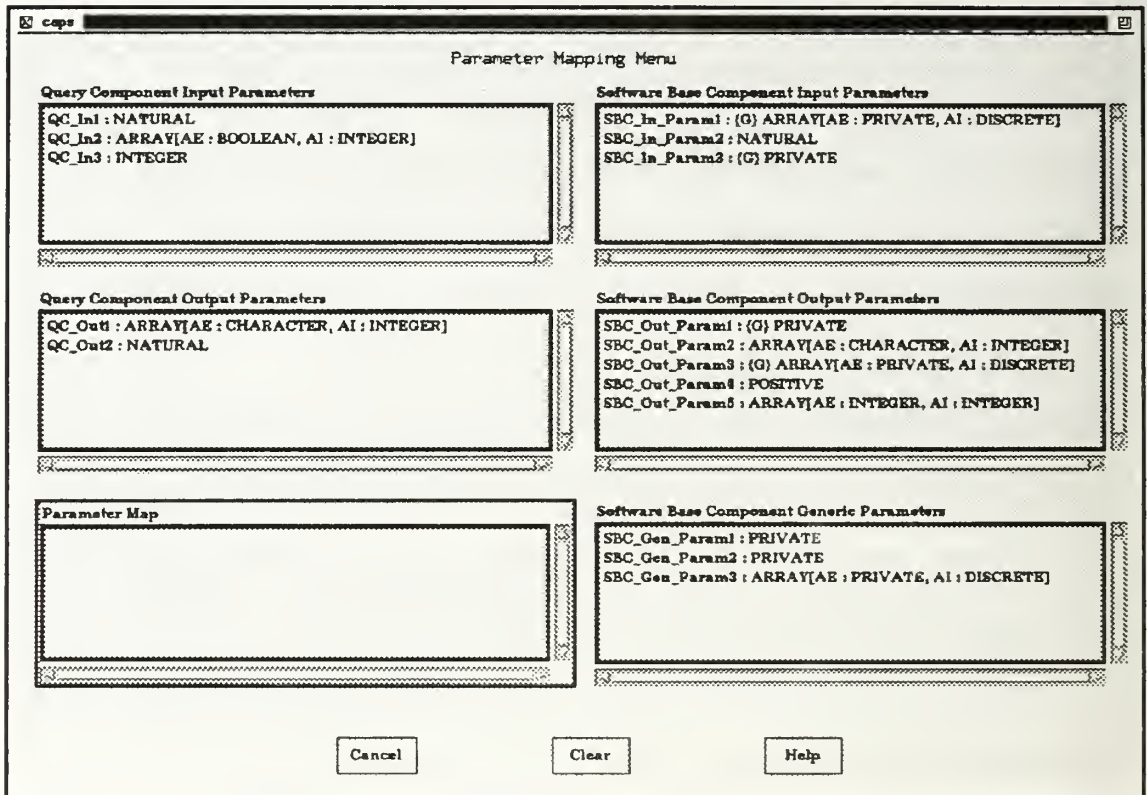 caps
Parameter Mapping Menu
Query Component Input Parameters
QC_In1 : NATURAL
QC_In2 : ARRAY[AE : BOOLEAN, AI : INTEGER]
QC_In3 : INTEGER
Software Base Component Input Parameters
SBC_In_Param1 : {G} ARRAY[AE : PRIVATE, AI : DISCRETE]
SBC_In_Param2 : NATURAL
SBC_In_Param3 : {G} PRIVATE
Query Component Output Parameters
QC_Out1 : ARRAY[AE : CHARACTER, AI : INTEGER]
QC_Out2 : NATURAL
Software Base Component Output Parameters
SBC_Out_Param1 : {G} PRIVATE
SBC_Out_Param2 : ARRAY[AE : CHARACTER, AI : INTEGER]
SBC_Out_Param3 : {G} ARRAY[AE : PRIVATE, AI : DISCRETE]
SBC_Out_Param4 : POSITIVE
SBC_Out_Param5 : ARRAY[AE : INTEGER, AI : INTEGER]
Parameter Map
Software Base Component Generic Parameters
SBC_Gen_Param1 : PRIVATE
SBC_Gen_Param2 : PRIVATE
SBC_Gen_Param3 : ARRAY[AE : PRIVATE, AI : DISCRETE]
Cancel
Clear
Help